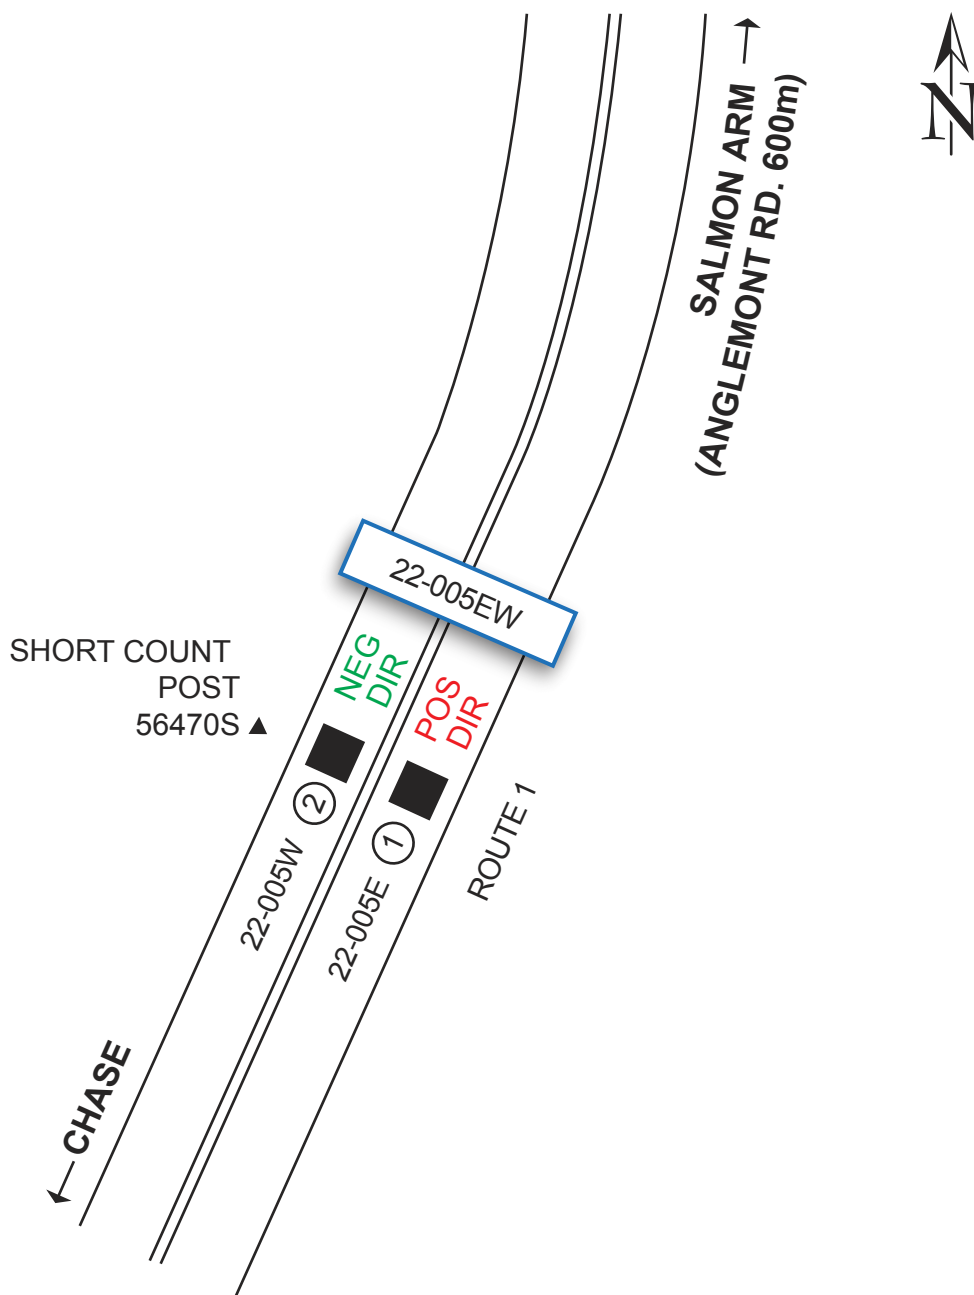 N
SALMON ARM
(ANGLEMONT RD. 600m)
22-005EW
SHORT COUNT
POST
56470S
NEG
DIR
POS
DIR
2
1
22-005W
22-005E
ROUTE 1
CHASE